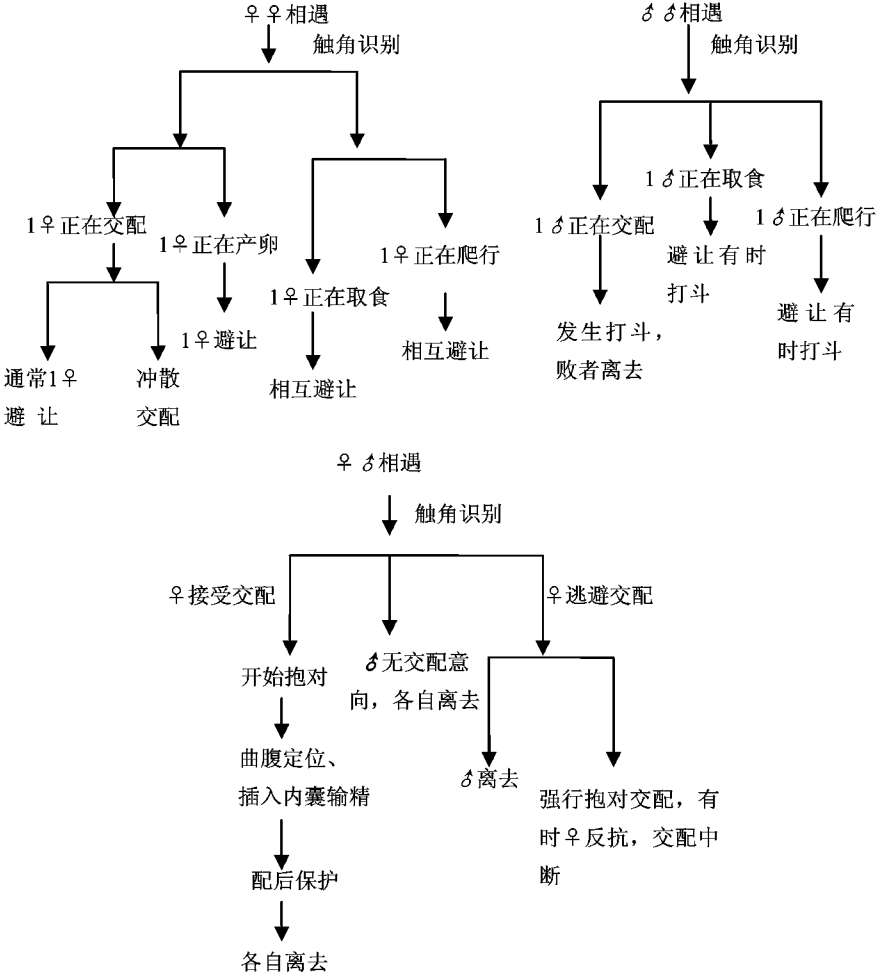 ♀♀相遇
触角识别
1♀正在交配
1♀正在产卵
1♀正在取食
1♀正在爬行
通常1♀
避 让
冲散
交配
1♀避让
相互避让
相互避让
♂♂相遇
触角识别
1♂正在交配
1♂正在取食
1♂正在爬行
发生打斗，
败者离去
避让有时
打斗
避让有
时打斗
♀♂相遇
触角识别
♀接受交配
♀逃避交配
开始抱对
♂无交配意
向，各自离去
曲腹定位、
插入内囊输精
♂离去
强行抱对交配，有
时♀反抗，交配中
断
配后保护
各自离去